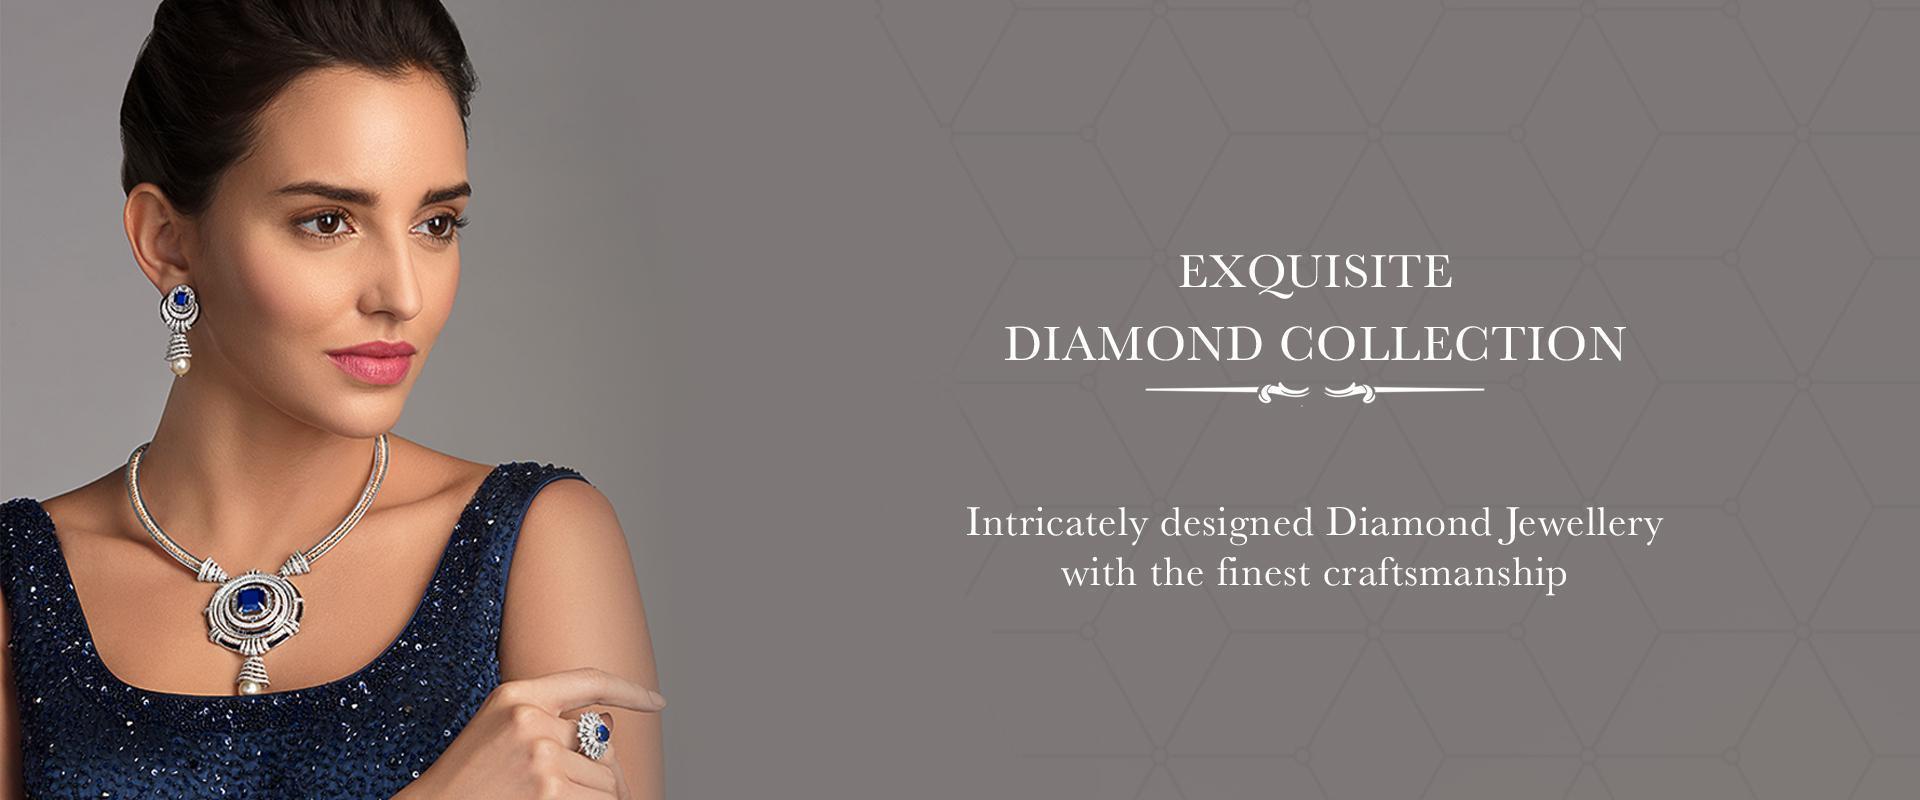 EXQUISITE
DIAMOND COLLECTION
Intricately designed Diamond Jewellery
with the finest craftsmanship